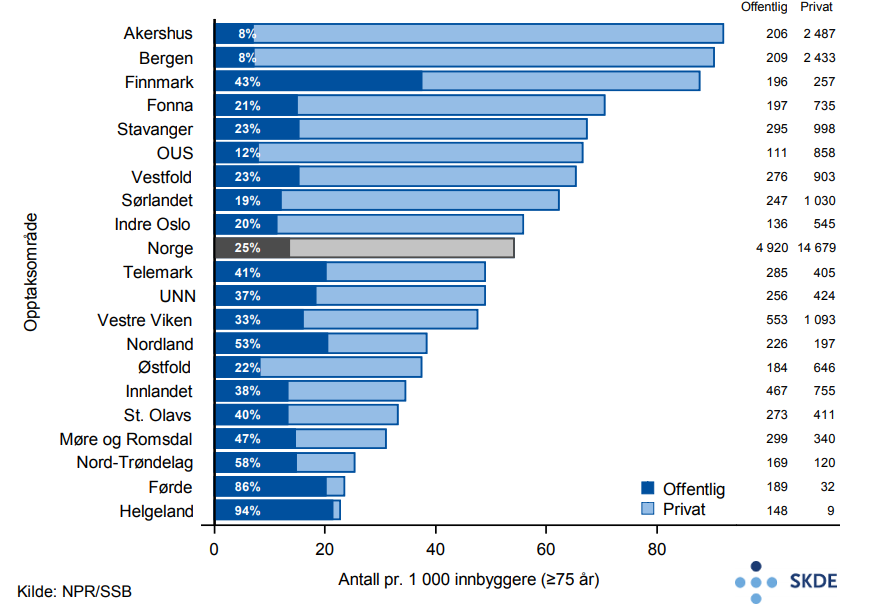 Offentlig Privat
Akershus 8% 206 2 487
Bergen 8% 209 2 433
Finnmark 43% 196 257
Fonna 21% 197 735
Stavanger 23% 295 998
OUS 12% 111 858
Vestfold 23% 276 903
Sørlandet 19% 247 1 030
Indre Oslo 20% 136 545
Norge 25% 4 920 14 679
Telemark 41% 285 405
UNN 37% 256 424
Vestre Viken 33% 553 1 093
Nordland 53% 226 197
Østfold 22% 184 646
Innlandet 38% 467 755
St. Olavs 40% 273 411
Møre og Romsdal 47% 299 340
Nord-Trøndelag 58% 169 120
Førde 86% 189 32
Helgeland 94% 148 9
Opptaksområde
Offentlig
Privat
0 20 40 60 80
Antall pr. 1 000 innbyggere (≥75 år)
Kilde: NPR/SSB
SKDE